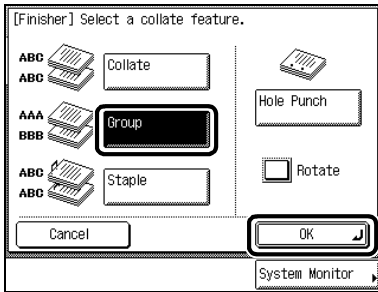 [Finisher] Select a collate feature.
ABC
ABC
Collate
AAA
BBB
Group
ABC
ABC
Staple
Hole Punch
Rotate
Cancel
OK
System Monitor